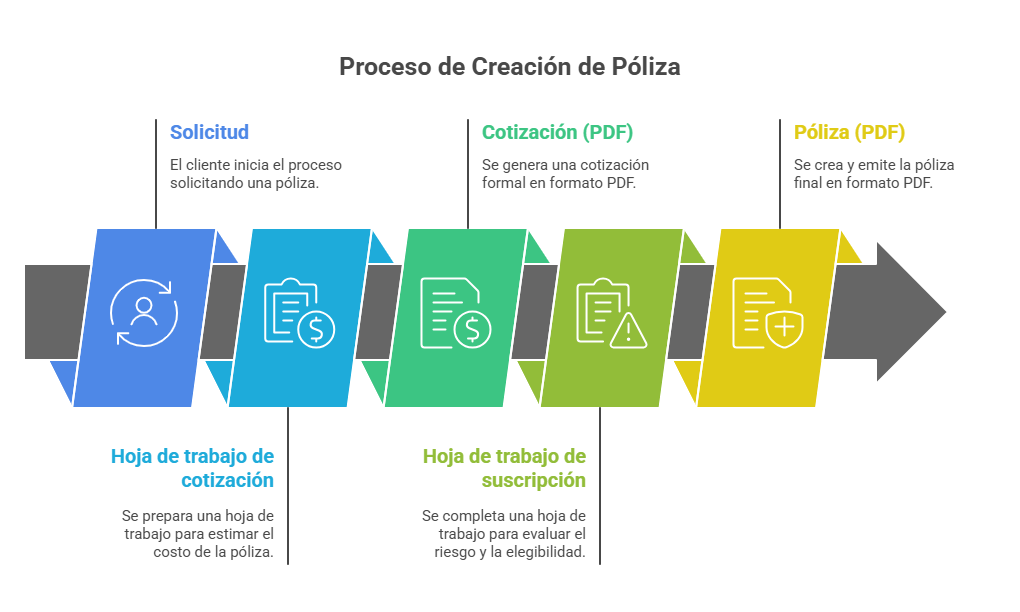 Proceso de Creación de Póliza
Solicitud
El cliente inicia el proceso
solicitando una póliza.
Cotización (PDF)
Se genera una cotización
formal en formato PDF.
Póliza (PDF)
Se crea y emite la póliza
final en formato PDF.
Hoja de trabajo de
cotización
Se prepara una hoja de
trabajo para estimar el
costo de la póliza.
Hoja de trabajo de
suscripción
Se completa una hoja de
trabajo para evaluar el
riesgo y la elegibilidad.